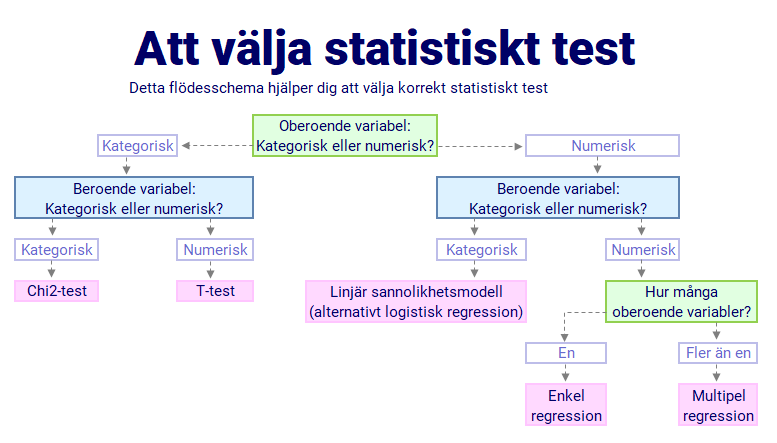 Att välja statistiskt test
Detta flödesschema hjälper dig att välja korrekt statistiskt test
Oberoende variabel:
Kategorisk eller numerisk?
Kategorisk
Numerisk
Beroende variabel:
Kategorisk eller numerisk?
Beroende variabel:
Kategorisk eller numerisk?
Kategorisk
Numerisk
Kategorisk
Numerisk
Chi2-test
T-test
Linjär sannolikhetsmodell
(alternativt logistisk regression)
Hur många
oberoende variabler?
En
Fler än en
Enkel
regression
Multipel
regression